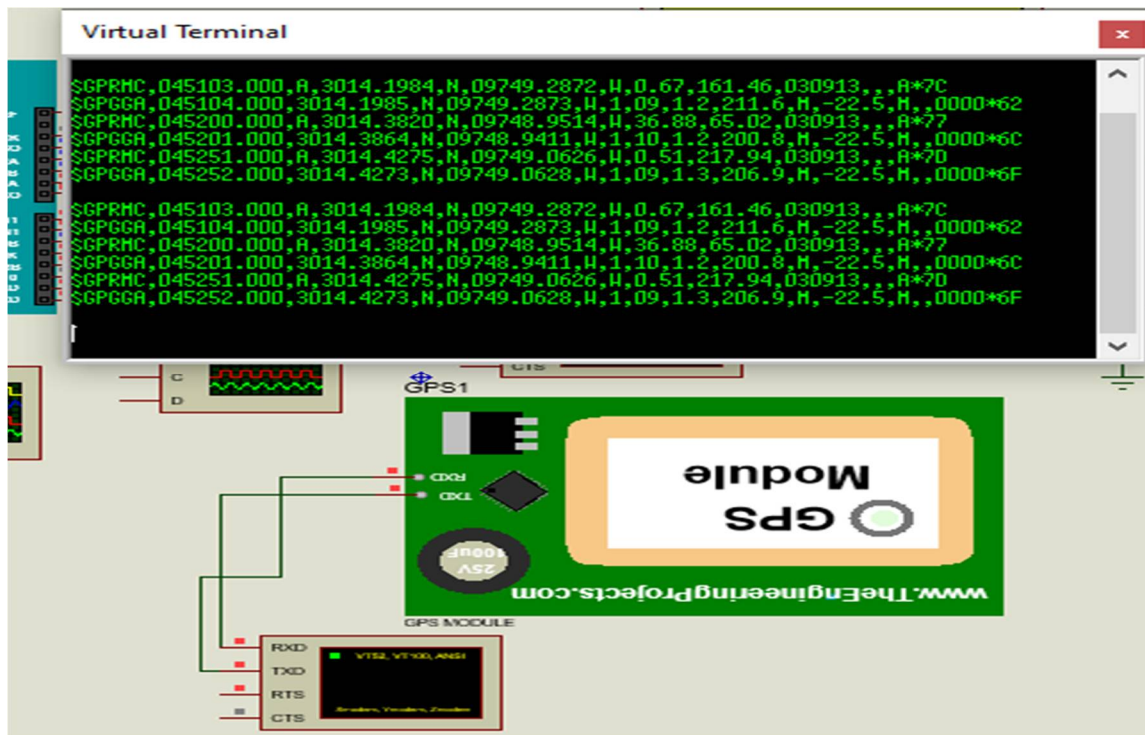 Virtual Terminal
$GPRMC,045103.000,A,3014.1984,N,09749.2872,W,0.67,161.46,030913,,,A*7C
$GPGGA,045104.000,3014.1985,N,09749.2873,W,1,09,1.2,211.6,M,-22.5,M,,0000*62
$GPRMC,045200.000,A,3014.3820,N,09748.9514,W,36.88,65.02,030913,,,A*77
$GPGGA,045201.000,3014.3864,N,09748.9411,W,1,10,1.2,200.8,M,-22.5,M,,0000*6C
$GPRMC,045251.000,A,3014.4275,N,09749.0626,W,0.51,217.94,030913,,,A*7D
$GPGGA,045252.000,3014.4273,N,09749.0628,W,1,09,1.3,206.9,M,-22.5,M,,0000*6F
$GPRMC,045103.000,A,3014.1984,N,09749.2872,W,0.67,161.46,030913,,,A*7C
$GPGGA,045104.000,3014.1985,N,09749.2873,W,1,09,1.2,211.6,M,-22.5,M,,0000*62
$GPRMC,045200.000,A,3014.3820,N,09748.9514,W,36.88,65.02,030913,,,A*77
$GPGGA,045201.000,3014.3864,N,09748.9411,W,1,10,1.2,200.8,M,-22.5,M,,0000*6C
$GPRMC,045251.000,A,3014.4275,N,09749.0626,W,0.51,217.94,030913,,,A*7D
$GPGGA,045252.000,3014.4273,N,09749.0628,W,1,09,1.3,206.9,M,-22.5,M,,0000*6F
C
D
CTS
GPS1
RXD
TXD
GPS
Module
25V
100uF
www.TheEngineeringProjects.com
GPS MODULE
RXD
TXD
RTS
CTS
VT52, VT100, ANSI
Xmodem, Ymodem, Zmodem